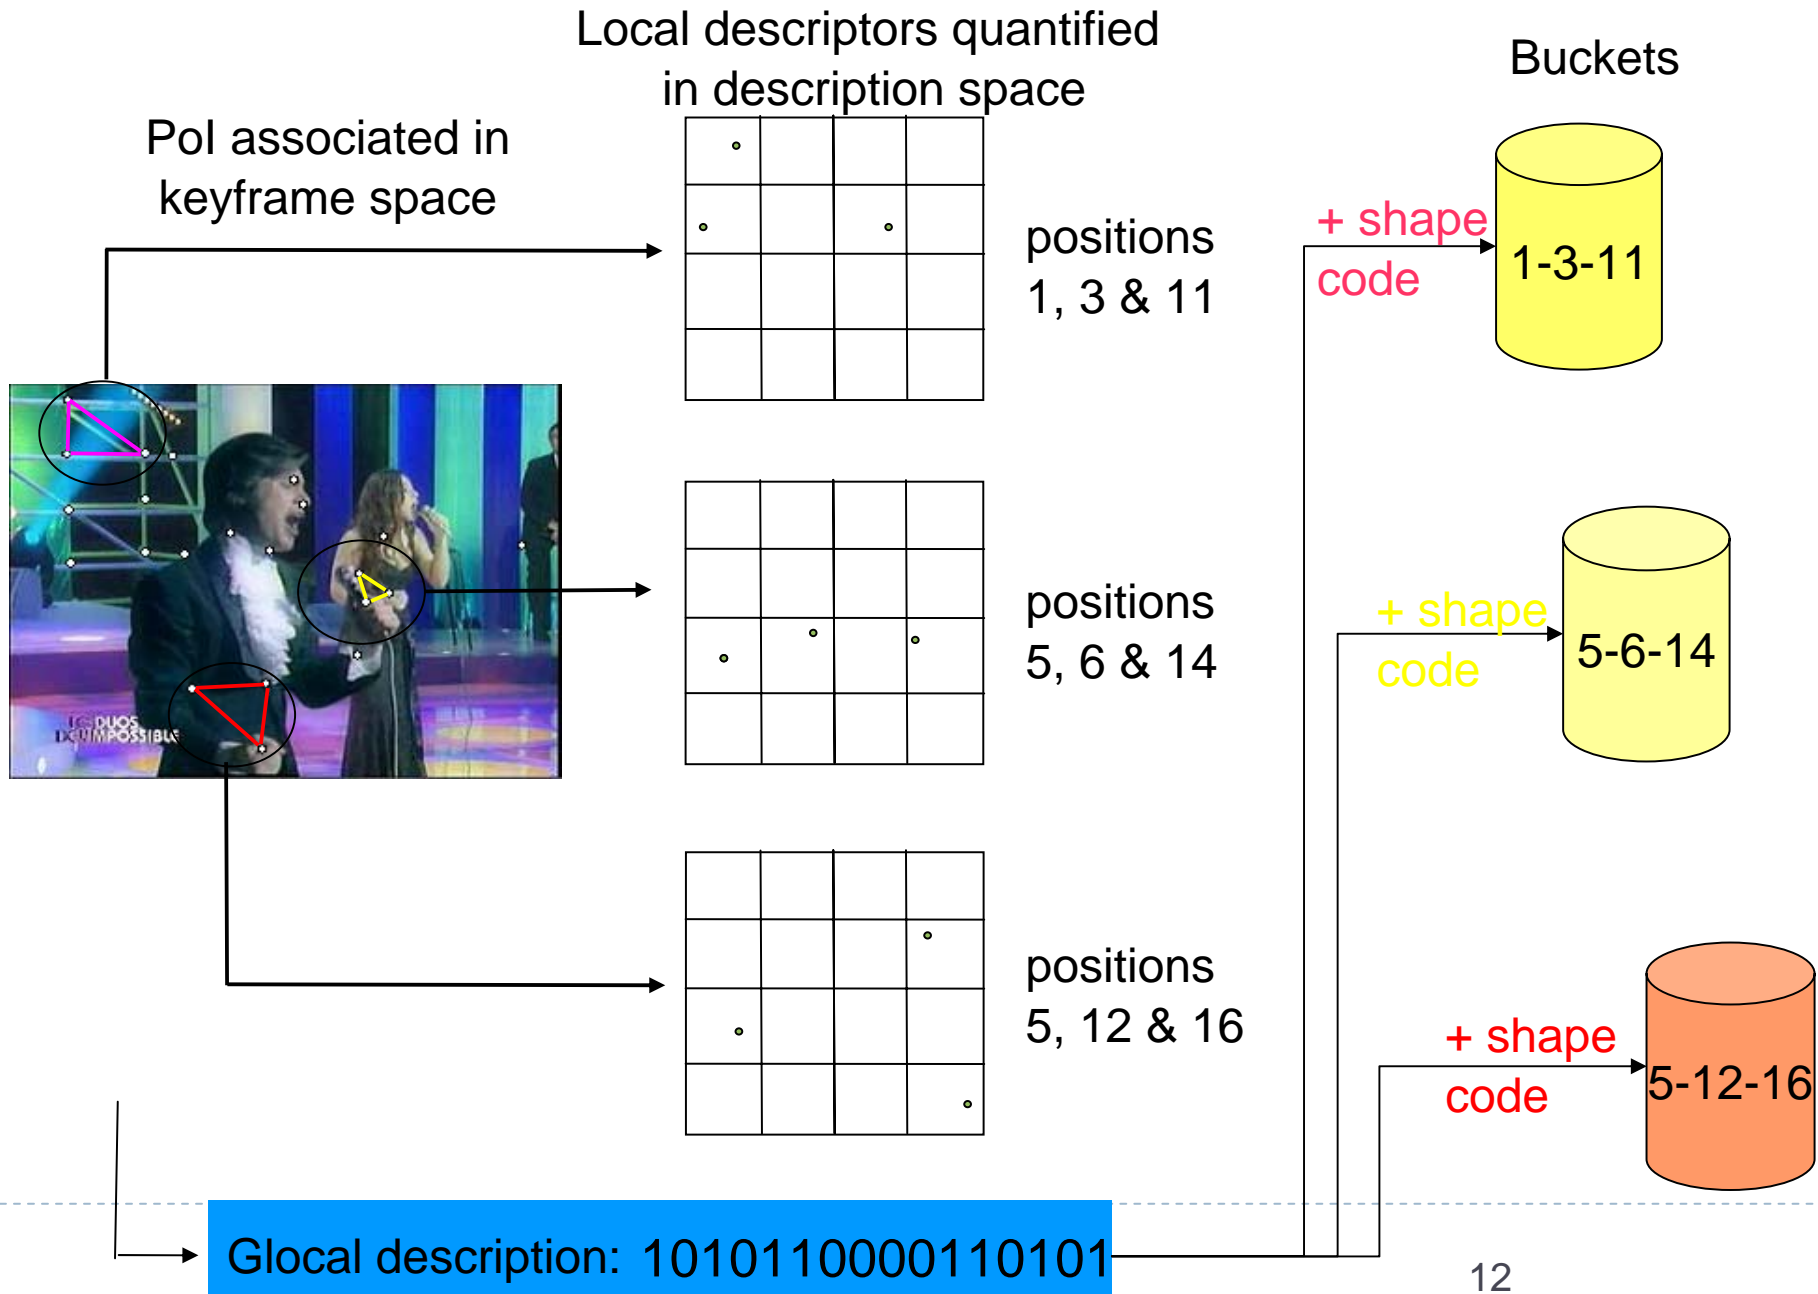 Local descriptors quantified
in description space
Buckets
PoI associated in
keyframe space
positions
1, 3 & 11
+ shape
code
1-3-11
positions
5, 6 & 14
+ shape
code
5-6-14
DUOS
IMPOSSIBLE
positions
5, 12 & 16
+ shape
code
5-12-16
Glocal description: 1010110000110101
12